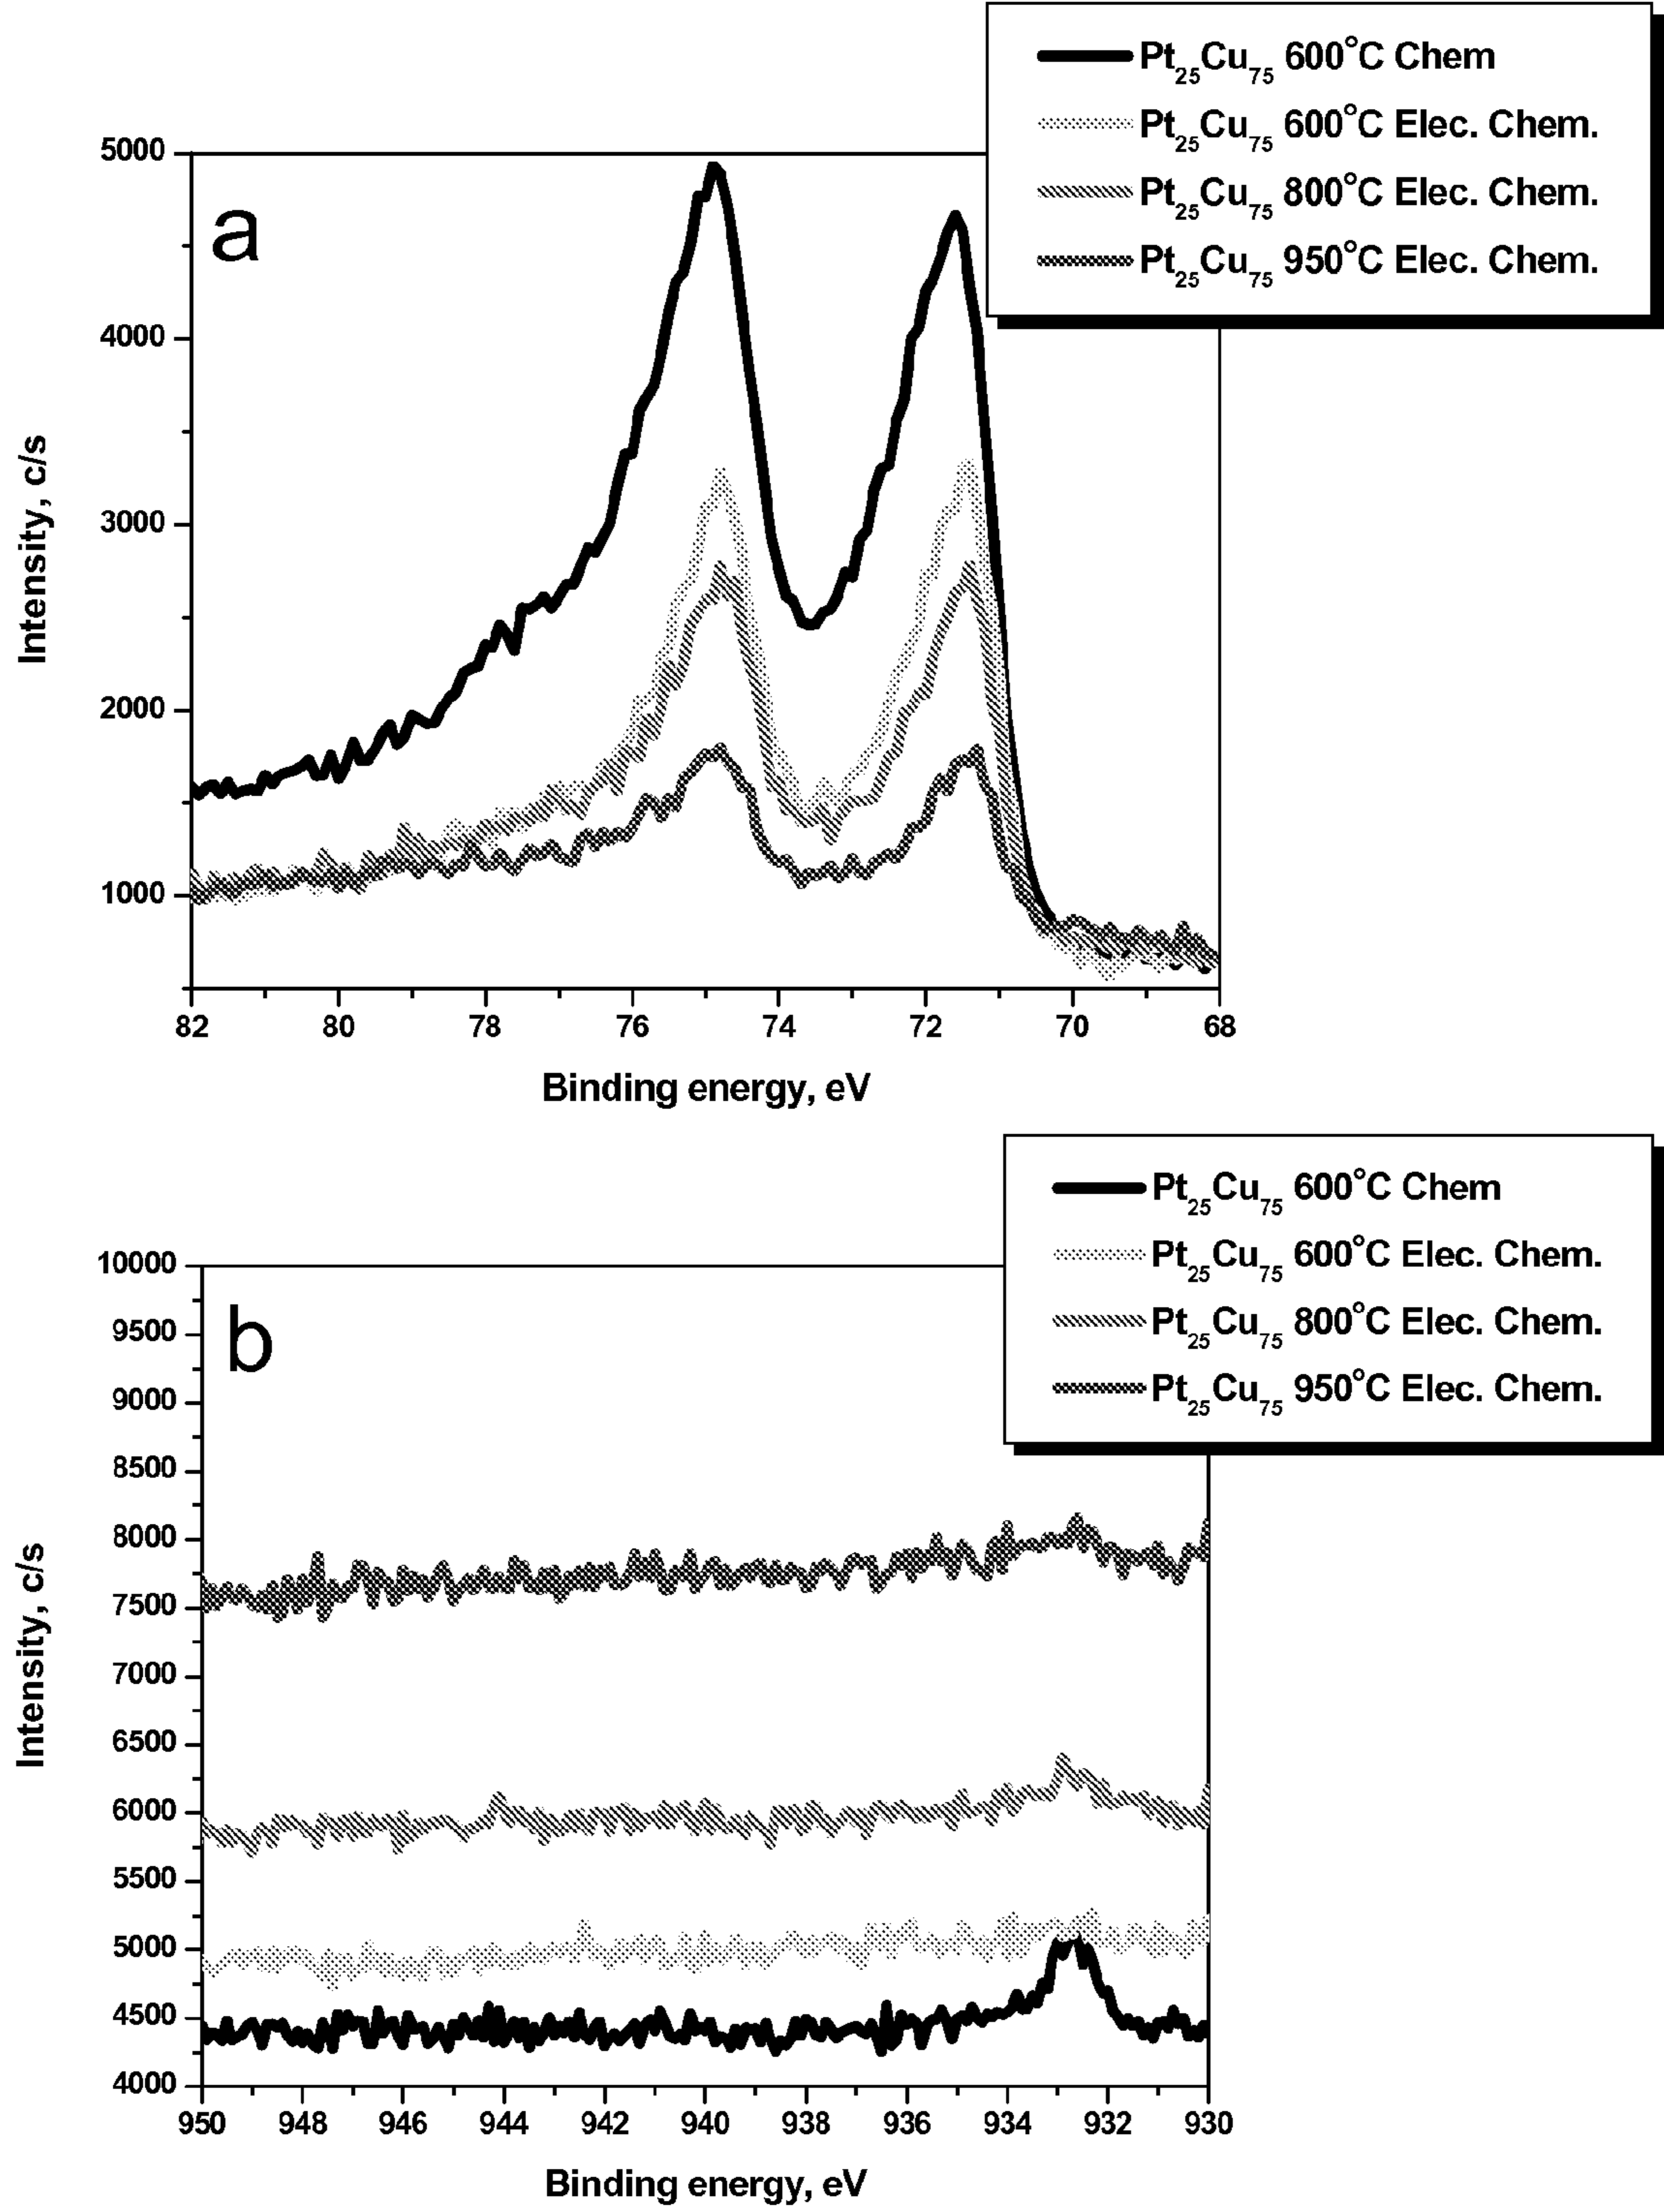 Pt25Cu75 600°C Chem
Pt25Cu75 600°C Elec. Chem.
Pt25Cu75 800°C Elec. Chem.
Pt25Cu75 950°C Elec. Chem.
a
Intensity, c/s
5000
4000
3000
2000
1000
82 80 78 76 74 72 70 68
Binding energy, eV
Pt25Cu75 600°C Chem
Pt25Cu75 600°C Elec. Chem.
Pt25Cu75 800°C Elec. Chem.
Pt25Cu75 950°C Elec. Chem.
b
Intensity, c/s
10000
9500
9000
8500
8000
7500
7000
6500
6000
5500
5000
4500
4000
950 948 946 944 942 940 938 936 934 932 930
Binding energy, eV